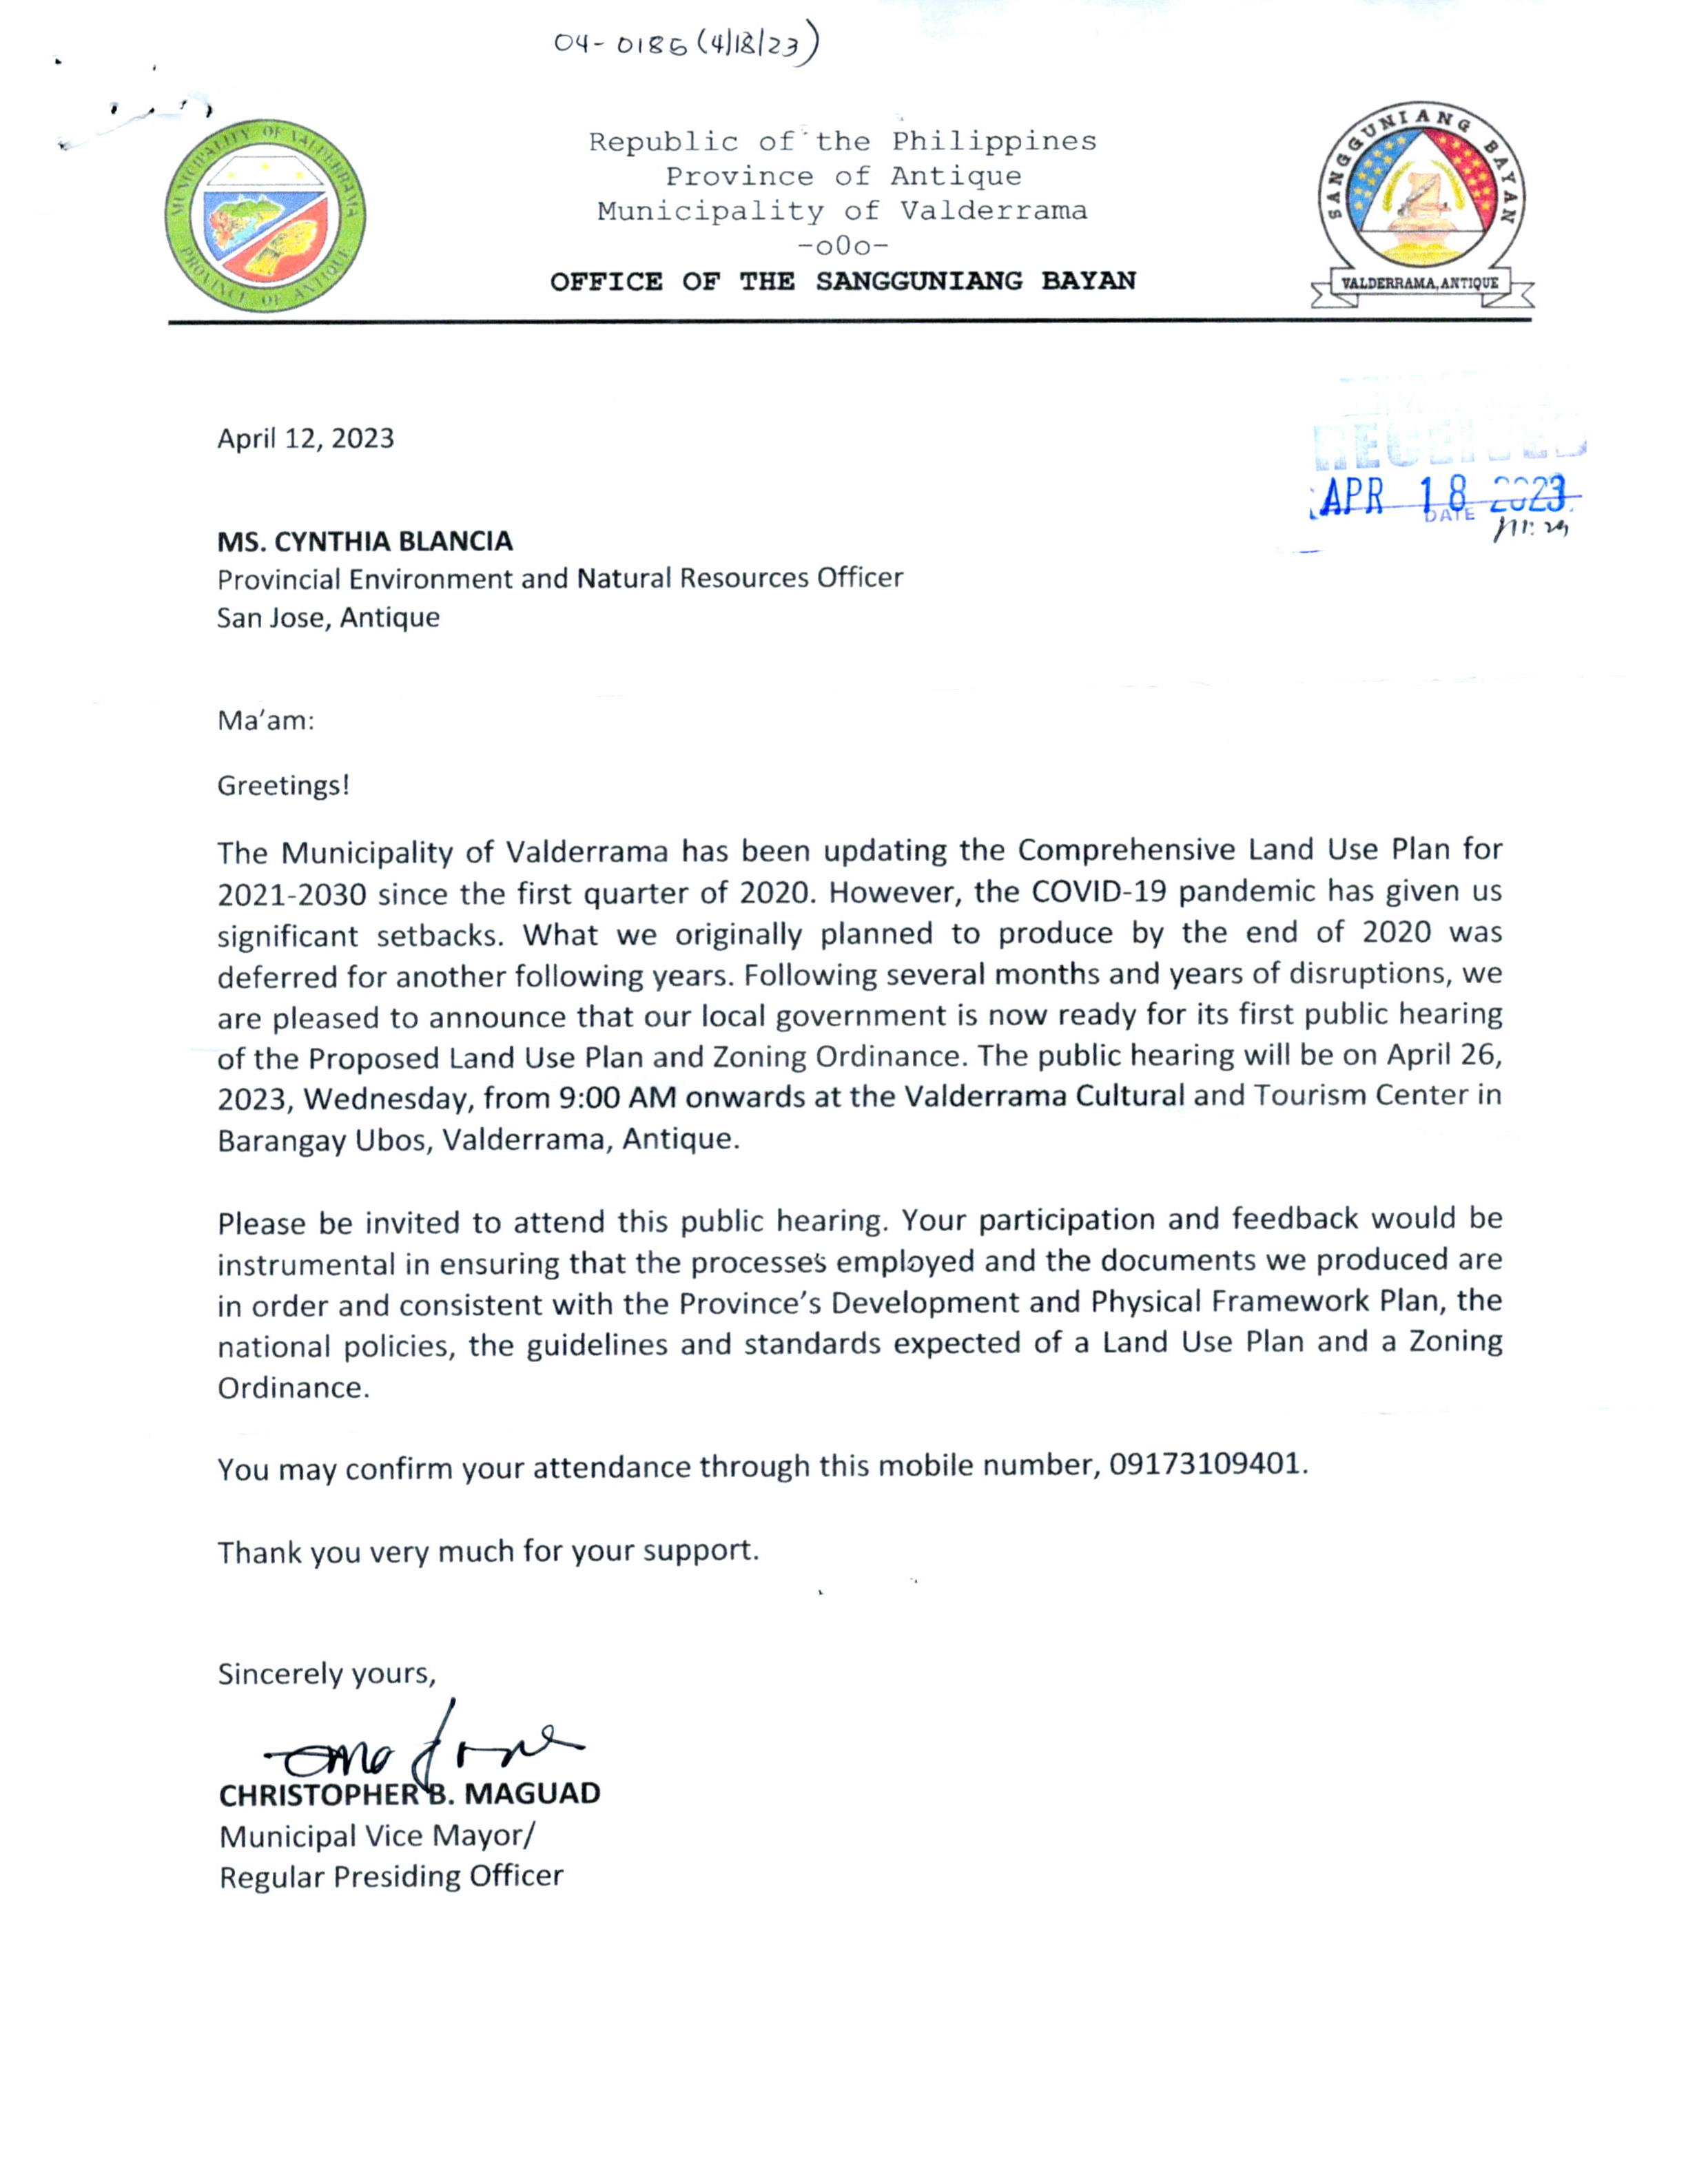 04-0186 (4/18/23)
MUNICIPALITY OF VALDERRAMA
PROVINCE OF ANTIQUE
Republic of the Philippines
Province of Antique
Municipality of Valderrama
-o0o-
OFFICE OF THE SANGGUNIANG BAYAN
SANGGUNIANG BAYAN
VALDERRAMA, ANTIQUE
RECEIVED
APR 18 2023
DATE
April 12, 2023
MS. CYNTHIA BLANCIA
Provincial Environment and Natural Resources Officer
San Jose, Antique
Ma'am:
Greetings!
The Municipality of Valderrama has been updating the Comprehensive Land Use Plan for
2021-2030 since the first quarter of 2020. However, the COVID-19 pandemic has given us
significant setbacks. What we originally planned to produce by the end of 2020 was
deferred for another following years. Following several months and years of disruptions, we
are pleased to announce that our local government is now ready for its first public hearing
of the Proposed Land Use Plan and Zoning Ordinance. The public hearing will be on April 26,
2023, Wednesday, from 9:00 AM onwards at the Valderrama Cultural and Tourism Center in
Barangay Ubos, Valderrama, Antique.
Please be invited to attend this public hearing. Your participation and feedback would be
instrumental in ensuring that the processes employed and the documents we produced are
in order and consistent with the Province's Development and Physical Framework Plan, the
national policies, the guidelines and standards expected of a Land Use Plan and a Zoning
Ordinance.
You may confirm your attendance through this mobile number, 09173109401.
Thank you very much for your support.
Sincerely yours,
CHRISTOPHER B. MAGUAD
Municipal Vice Mayor/
Regular Presiding Officer